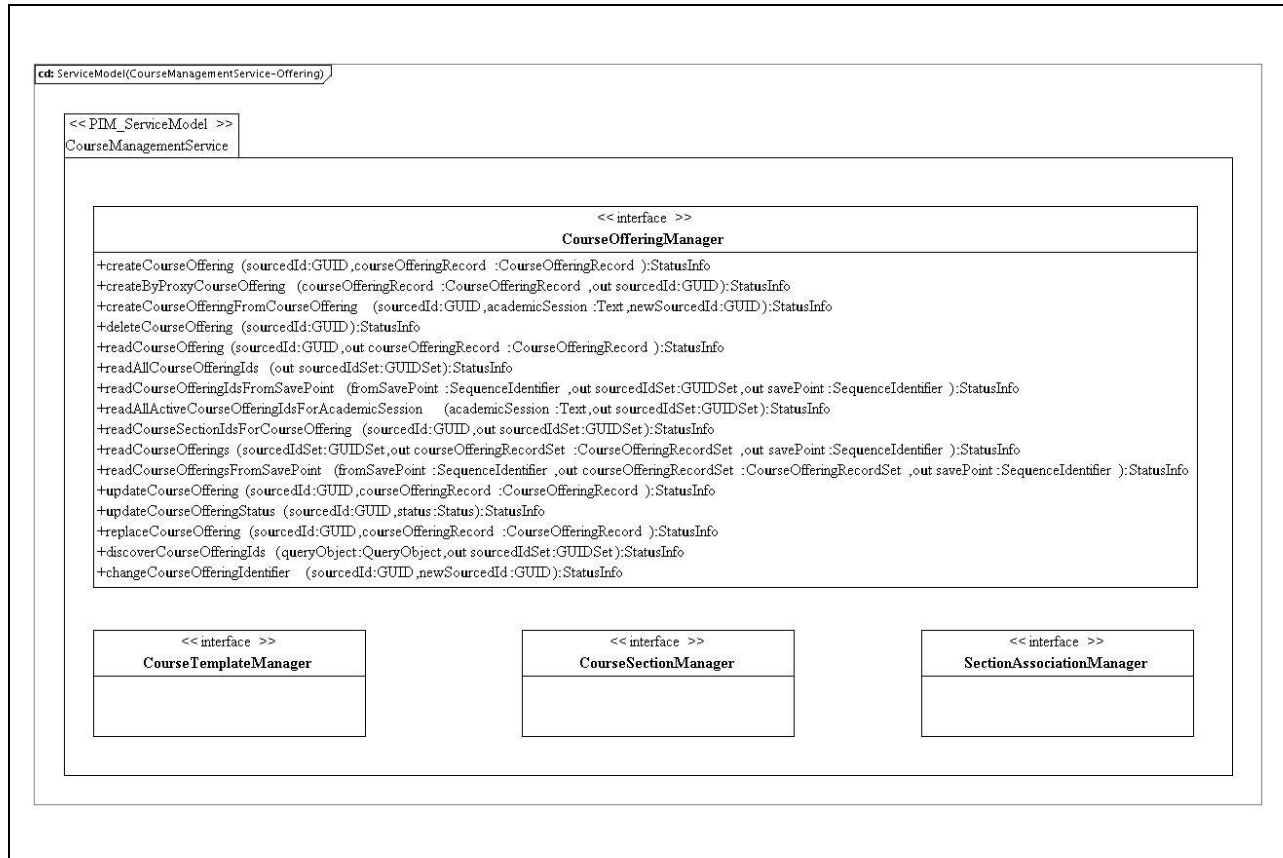 cd: ServiceModel(CourseManagementService-Offering)
<< PIM_ServiceModel >>
CourseManagementService
<< interface >>
CourseOfferingManager
+createCourseOffering (sourcedId:GUID,courseOfferingRecord :CourseOfferingRecord ):StatusInfo
+createByProxyCourseOffering (courseOfferingRecord :CourseOfferingRecord ,out sourcedId:GUID):StatusInfo
+createCourseOfferingFromCourseOffering (sourcedId:GUID,academicSession :Text,newSourcedId:GUID):StatusInfo
+deleteCourseOffering (sourcedId:GUID):StatusInfo
+readCourseOffering (sourcedId:GUID,out courseOfferingRecord :CourseOfferingRecord ):StatusInfo
+readAllCourseOfferingIds (out sourcedIdSet:GUIDSet):StatusInfo
+readCourseOfferingIdsFromSavePoint (fromSavePoint :SequenceIdentifier ,out sourcedIdSet:GUIDSet,out savePoint :SequenceIdentifier ):StatusInfo
+readAllActiveCourseOfferingIdsForAcademicSession (academicSession :Text,out sourcedIdSet:GUIDSet):StatusInfo
+readCourseSectionIdsForCourseOffering (sourcedId:GUID,out sourcedIdSet:GUIDSet):StatusInfo
+readCourseOfferings (sourcedIdSet:GUIDSet,out courseOfferingRecordSet :CourseOfferingRecordSet ,out savePoint :SequenceIdentifier ):StatusInfo
+readCourseOfferingsFromSavePoint (fromSavePoint :SequenceIdentifier ,out courseOfferingRecordSet :CourseOfferingRecordSet ,out savePoint :SequenceIdentifier ):StatusInfo
+updateCourseOffering (sourcedId:GUID,courseOfferingRecord :CourseOfferingRecord ):StatusInfo
+updateCourseOfferingStatus (sourcedId:GUID,status :Status):StatusInfo
+replaceCourseOffering (sourcedId:GUID,courseOfferingRecord :CourseOfferingRecord ):StatusInfo
+discoverCourseOfferingIds (queryObject:QueryObject,out sourcedIdSet:GUIDSet):StatusInfo
+changeCourseOfferingIdentifier (sourcedId:GUID,newSourcedId :GUID):StatusInfo
<< interface >>
CourseTemplateManager
<< interface >>
CourseSectionManager
<< interface >>
SectionAssociationManager